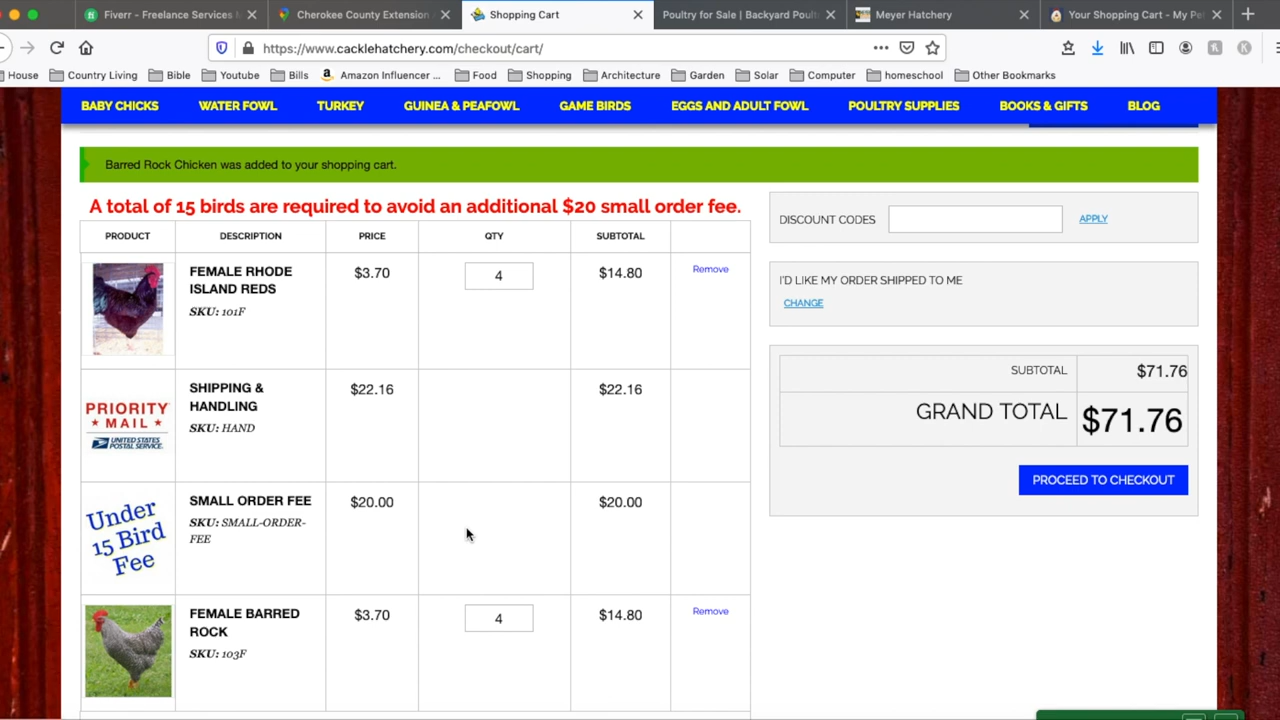 Fiverr - Freelance Services
Cherokee County Extension
Shopping Cart
Poultry for Sale | Backyard Poult
Meyer Hatchery
Your Shopping Cart - My Pe
https://www.cacklehatchery.com/checkout/cart/
House
Country Living
Bible
Youtube
Bills
Amazon Influencer ...
Food
Shopping
Architecture
Garden
Solar
Computer
homeschool
Other Bookmarks
BABY CHICKS
WATER FOWL
TURKEY
GUINEA & PEAFOWL
GAME BIRDS
EGGS AND ADULT FOWL
POULTRY SUPPLIES
BOOKS & GIFTS
BLOG
Barred Rock Chicken was added to your shopping cart.
A total of 15 birds are required to avoid an additional $20 small order fee.
PRODUCT DESCRIPTION PRICE QTY SUBTOTAL
FEMALE RHODE
ISLAND REDS
SKU: 101F
$3.70
4
$14.80
Remove
PRIORITY
MAIL
UNITED STATES
POSTAL SERVICE
SHIPPING &
HANDLING
SKU: HAND
$22.16
$22.16
Under
15 Bird
Fee
SMALL ORDER FEE
SKU: SMALL-ORDER-
FEE
$20.00
$20.00
FEMALE BARRED
ROCK
SKU: 103F
$3.70
4
$14.80
Remove
DISCOUNT CODES
APPLY
I'D LIKE MY ORDER SHIPPED TO ME
CHANGE
SUBTOTAL $71.76
GRAND TOTAL $71.76
PROCEED TO CHECKOUT